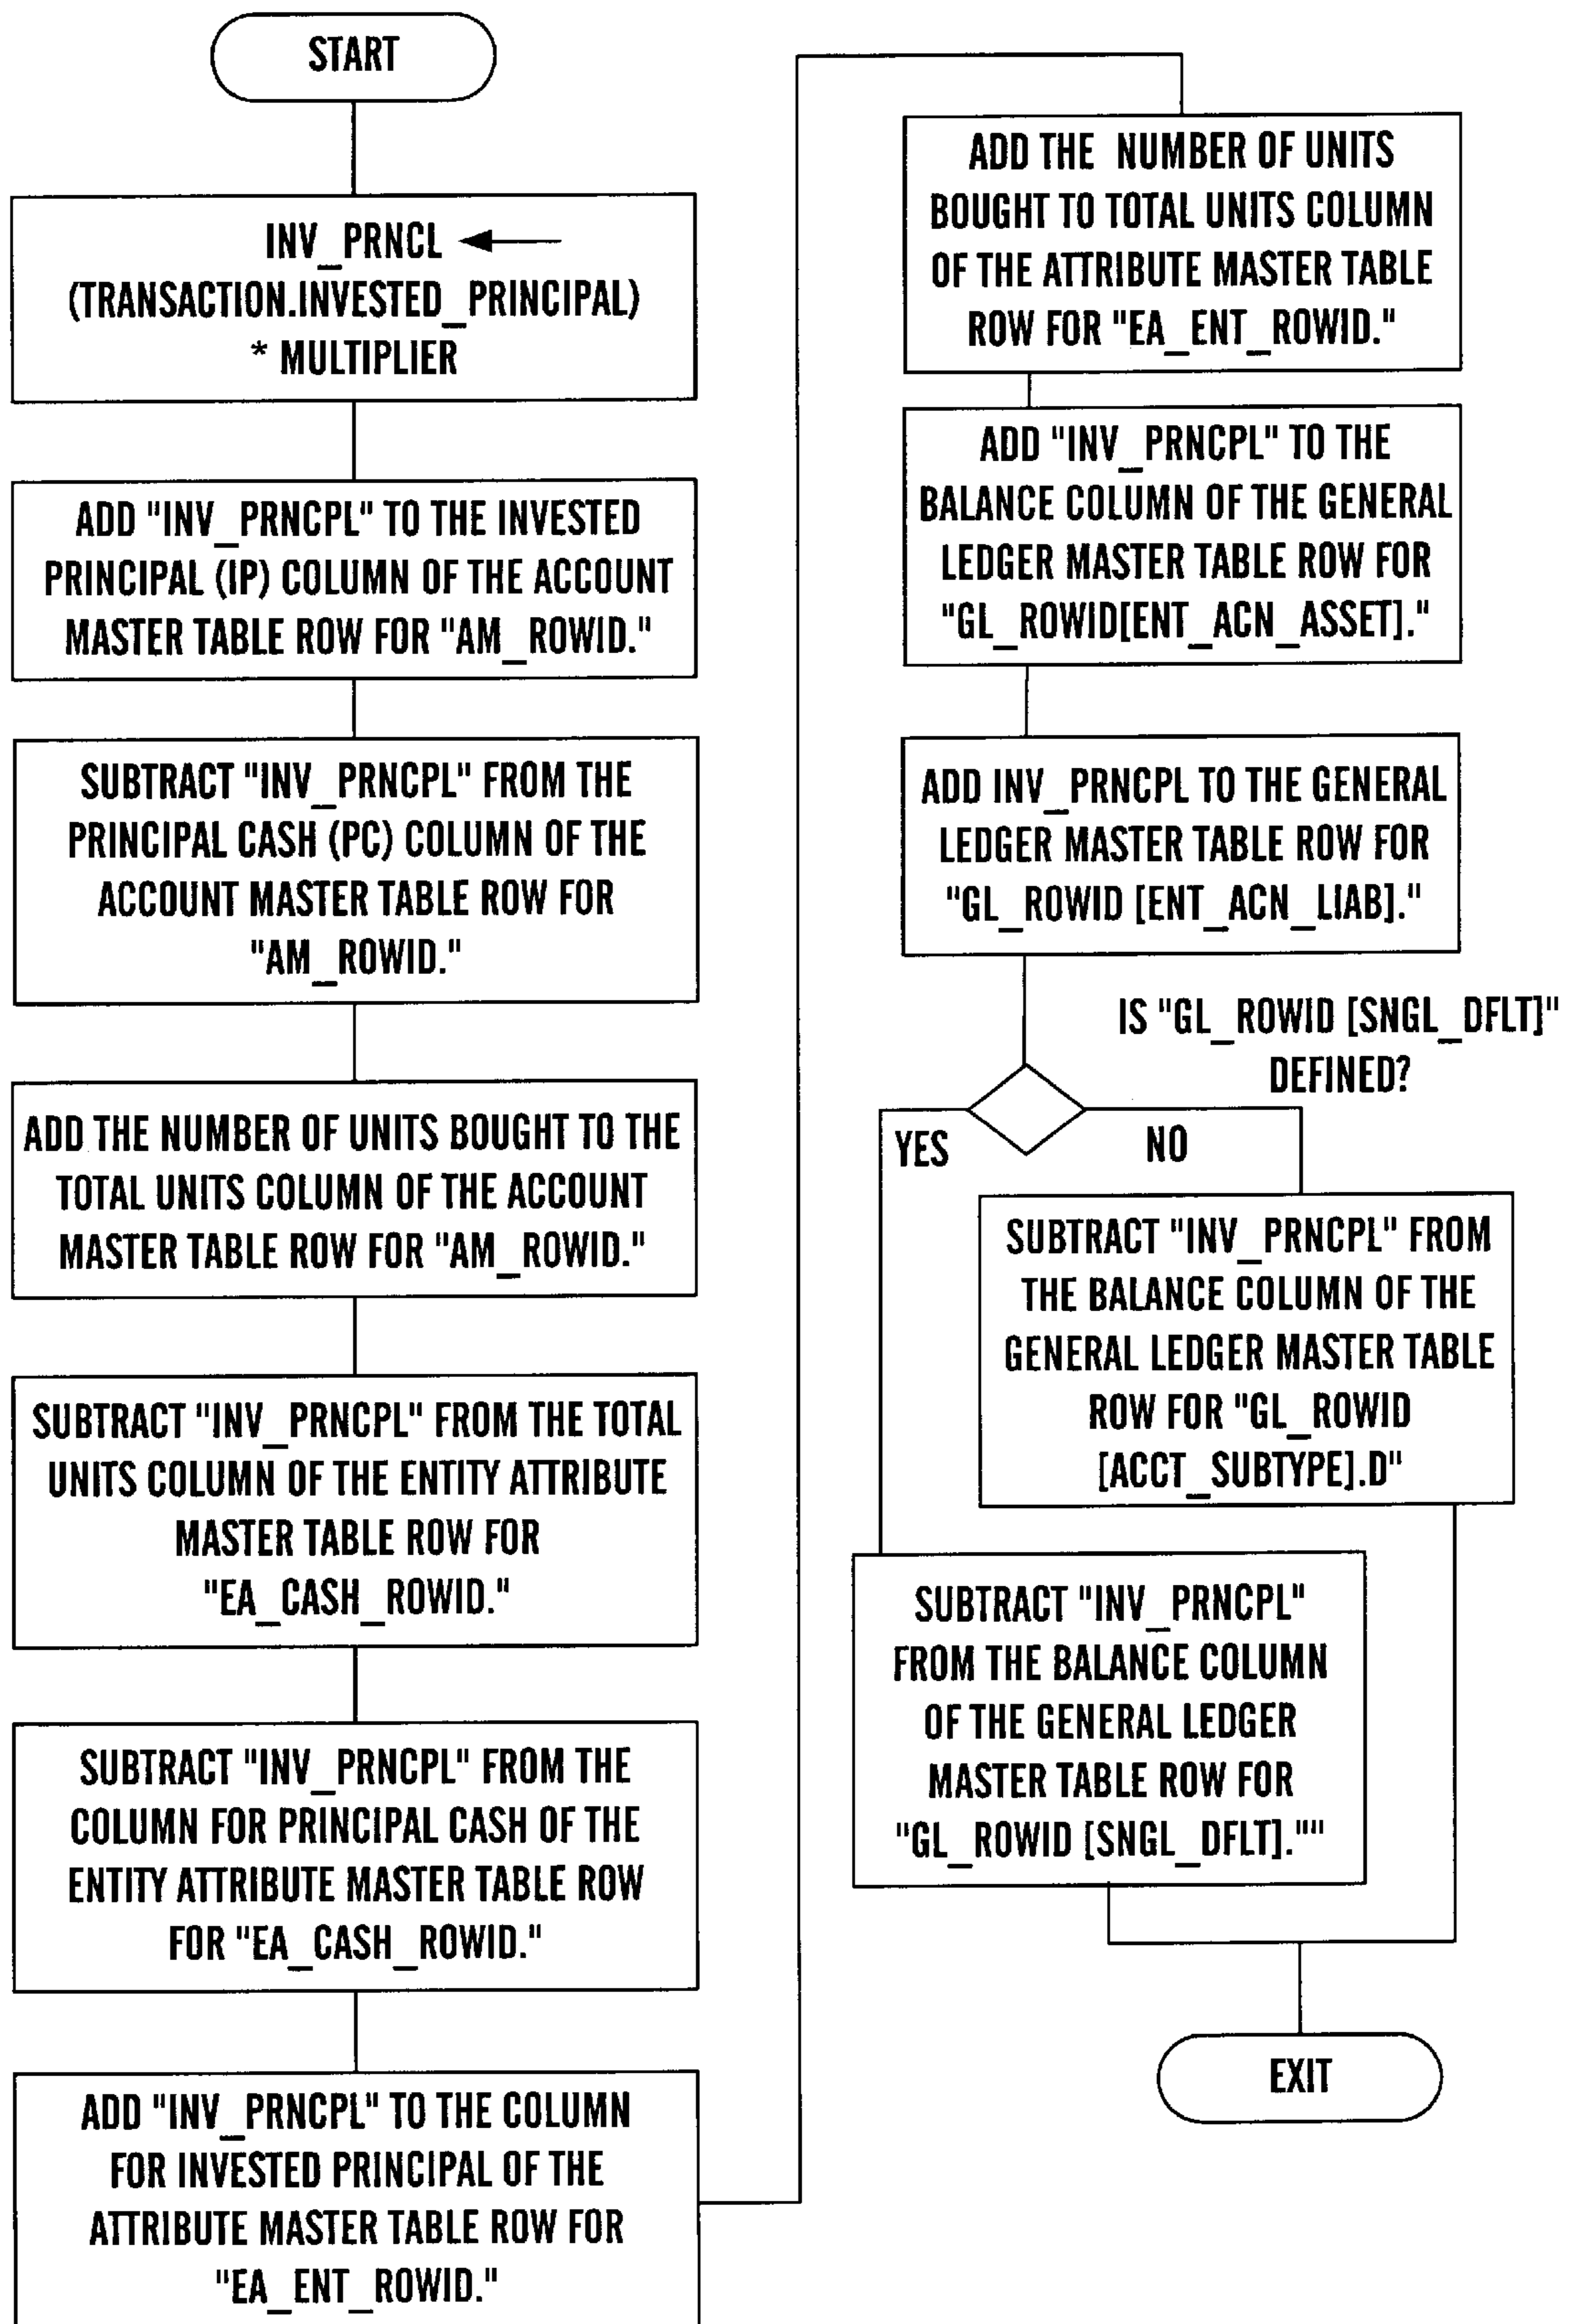 START
INV_PRNCL
(TRANSACTION.INVESTED_PRINCIPAL)
* MULTIPLIER
ADD "INV_PRNCPL" TO THE INVESTED
PRINCIPAL (IP) COLUMN OF THE ACCOUNT
MASTER TABLE ROW FOR "AM_ROWID."
SUBTRACT "INV_PRNCPL" FROM THE
PRINCIPAL CASH (PC) COLUMN OF THE
ACCOUNT MASTER TABLE ROW FOR
"AM_ROWID."
ADD THE NUMBER OF UNITS BOUGHT TO THE
TOTAL UNITS COLUMN OF THE ACCOUNT
MASTER TABLE ROW FOR "AM_ROWID."
SUBTRACT "INV_PRNCPL" FROM THE TOTAL
UNITS COLUMN OF THE ENTITY ATTRIBUTE
MASTER TABLE ROW FOR
"EA_CASH_ROWID."
SUBTRACT "INV_PRNCPL" FROM THE
COLUMN FOR PRINCIPAL CASH OF THE
ENTITY ATTRIBUTE MASTER TABLE ROW
FOR "EA_CASH_ROWID."
ADD "INV_PRNCPL" TO THE COLUMN
FOR INVESTED PRINCIPAL OF THE
ATTRIBUTE MASTER TABLE ROW FOR
"EA_ENT_ROWID."
ADD THE NUMBER OF UNITS
BOUGHT TO TOTAL UNITS COLUMN
OF THE ATTRIBUTE MASTER TABLE
ROW FOR "EA_ENT_ROWID."
ADD "INV_PRNCPL" TO THE
BALANCE COLUMN OF THE GENERAL
LEDGER MASTER TABLE ROW FOR
"GL_ROWID[ENT_ACN_ASSET]."
ADD INV_PRNCPL TO THE GENERAL
LEDGER MASTER TABLE ROW FOR
"GL_ROWID [ENT_ACN_LIAB]."
IS "GL_ROWID [SNGL_DFLT]"
DEFINED?
YES
NO
SUBTRACT "INV_PRNCPL" FROM
THE BALANCE COLUMN OF THE
GENERAL LEDGER MASTER TABLE
ROW FOR "GL_ROWID
[ACCT_SUBTYPE].D"
SUBTRACT "INV_PRNCPL"
FROM THE BALANCE COLUMN
OF THE GENERAL LEDGER
MASTER TABLE ROW FOR
"GL_ROWID [SNGL_DFLT].""
EXIT